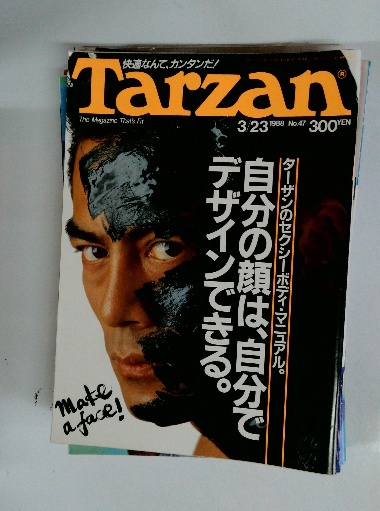 快適なんて、カンタンだ!
Tarzan®
The Magazine That's Fit
3/23 1988 No.47 300YEN
ターザンのセクシーボディ・マニュアル。
自分の顔は、自分で
デザインできる。
make
a face!